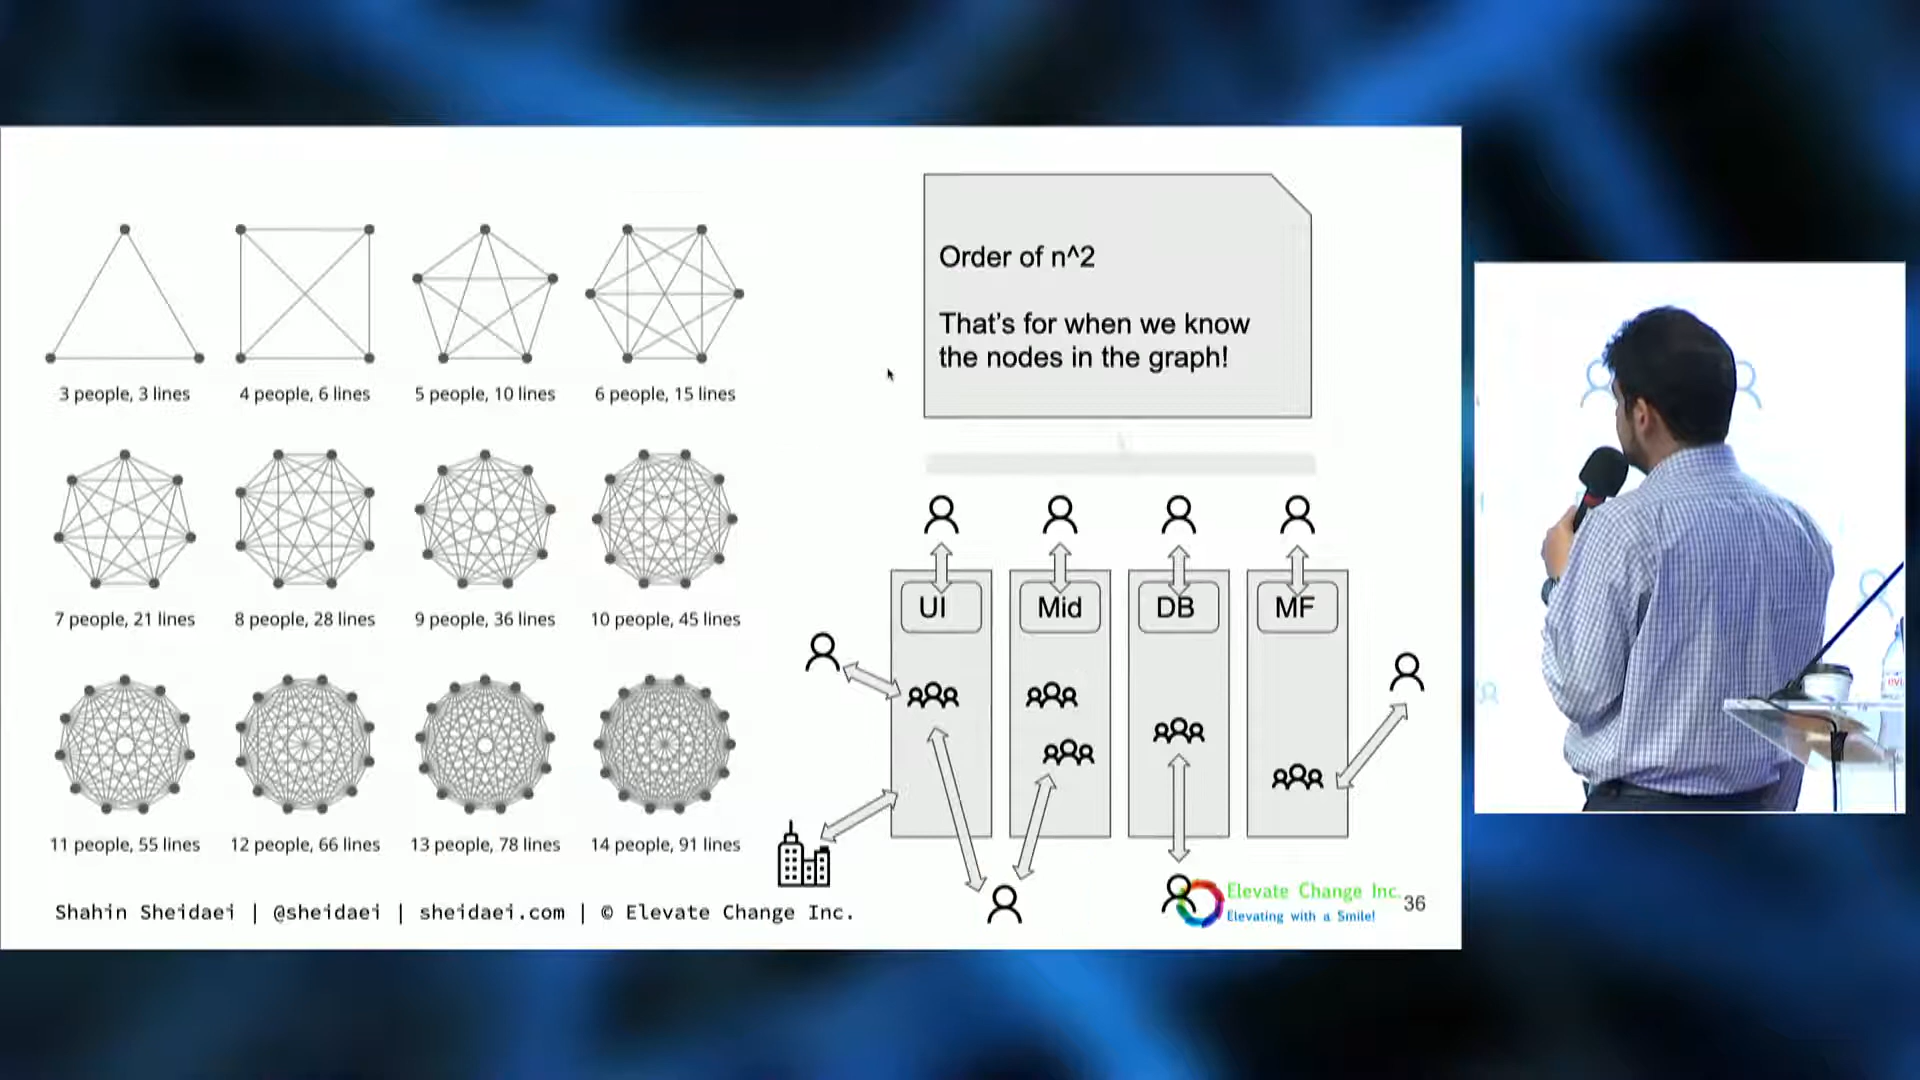 3 people, 3 lines
4 people, 6 lines
5 people, 10 lines
6 people, 15 lines
7 people, 21 lines
8 people, 28 lines
9 people, 36 lines
10 people, 45 lines
11 people, 55 lines
12 people, 66 lines
13 people, 78 lines
14 people, 91 lines
Order of n^2
That's for when we know
the nodes in the graph!
UI
Mid
DB
MF
Shahin Sheidaei | @sheidaei | sheidaei.com | © Elevate Change Inc.
Elevate Change Inc.
Elevating with a Smile!
36